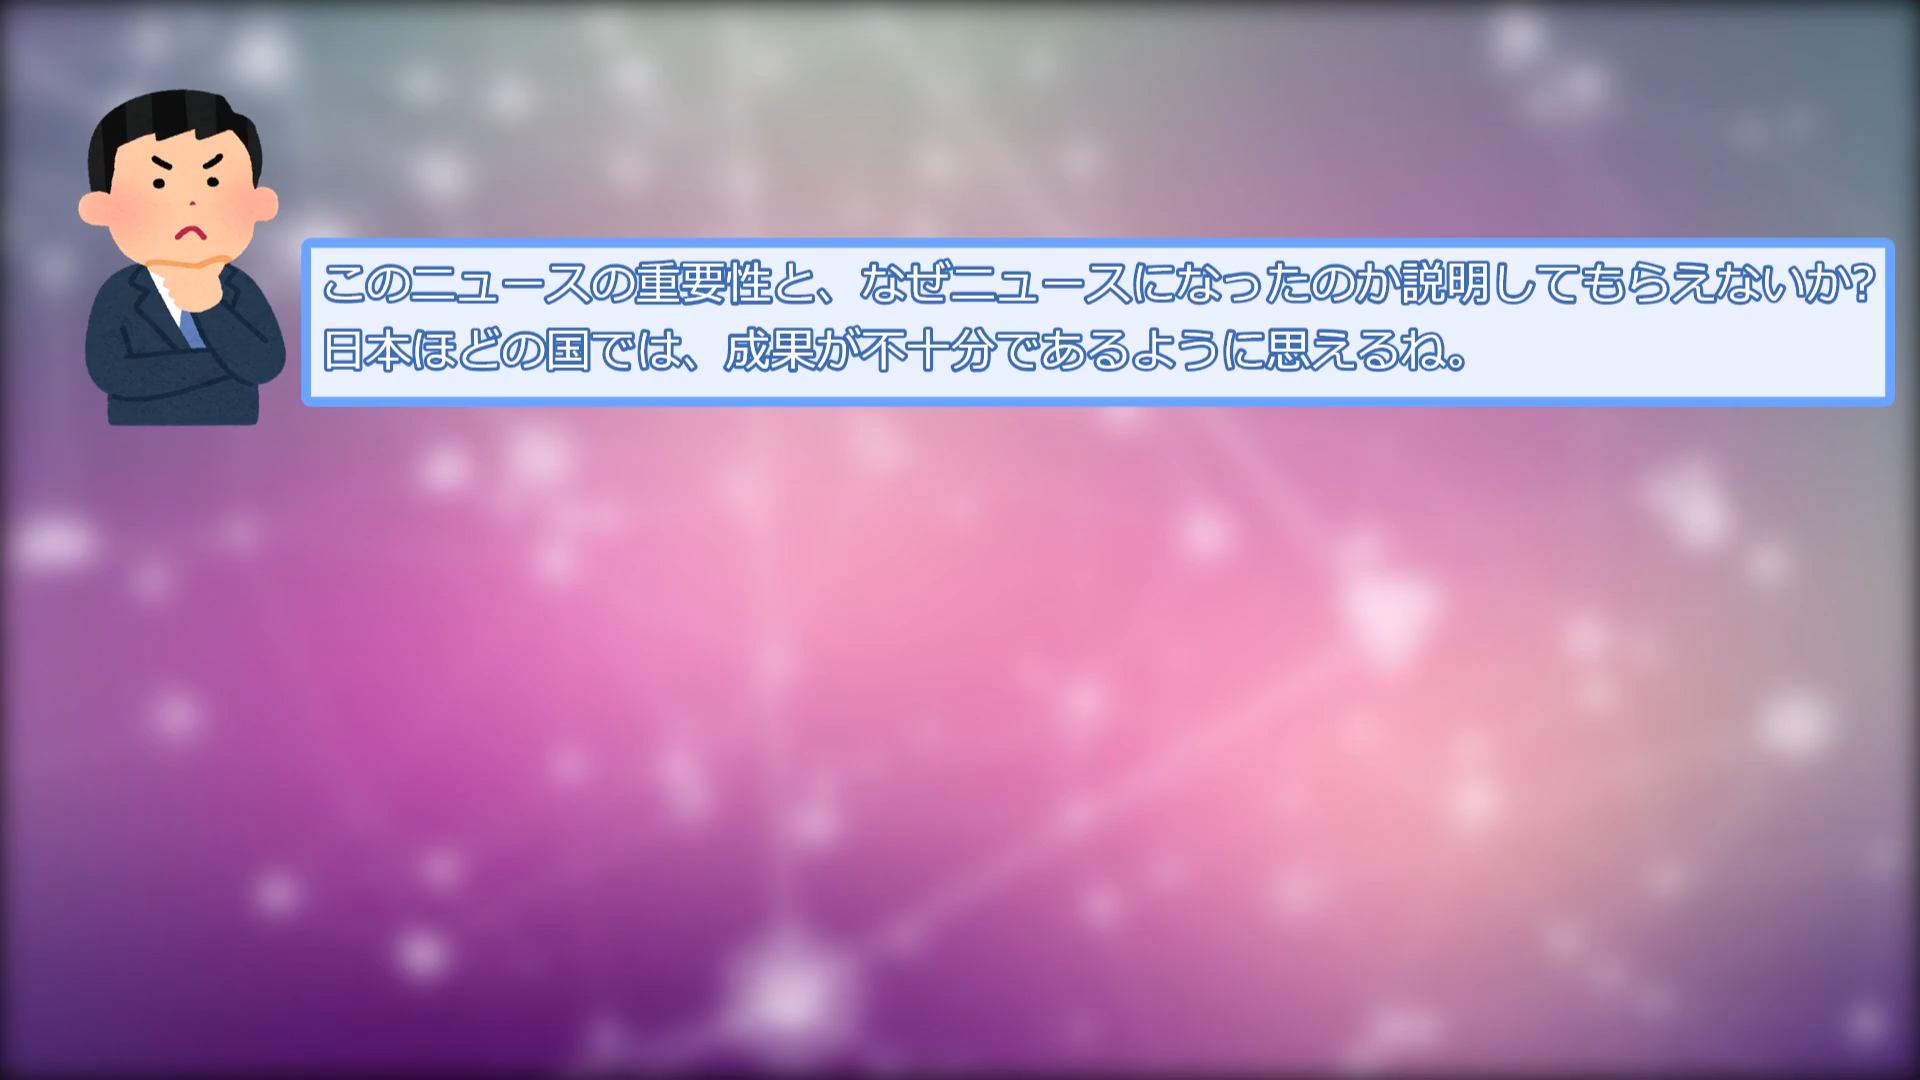 このニュースの重要性と、なぜニュースになったのか説明してもらえないか?
日本ほどの国では、成果が不十分であるように思えるね。